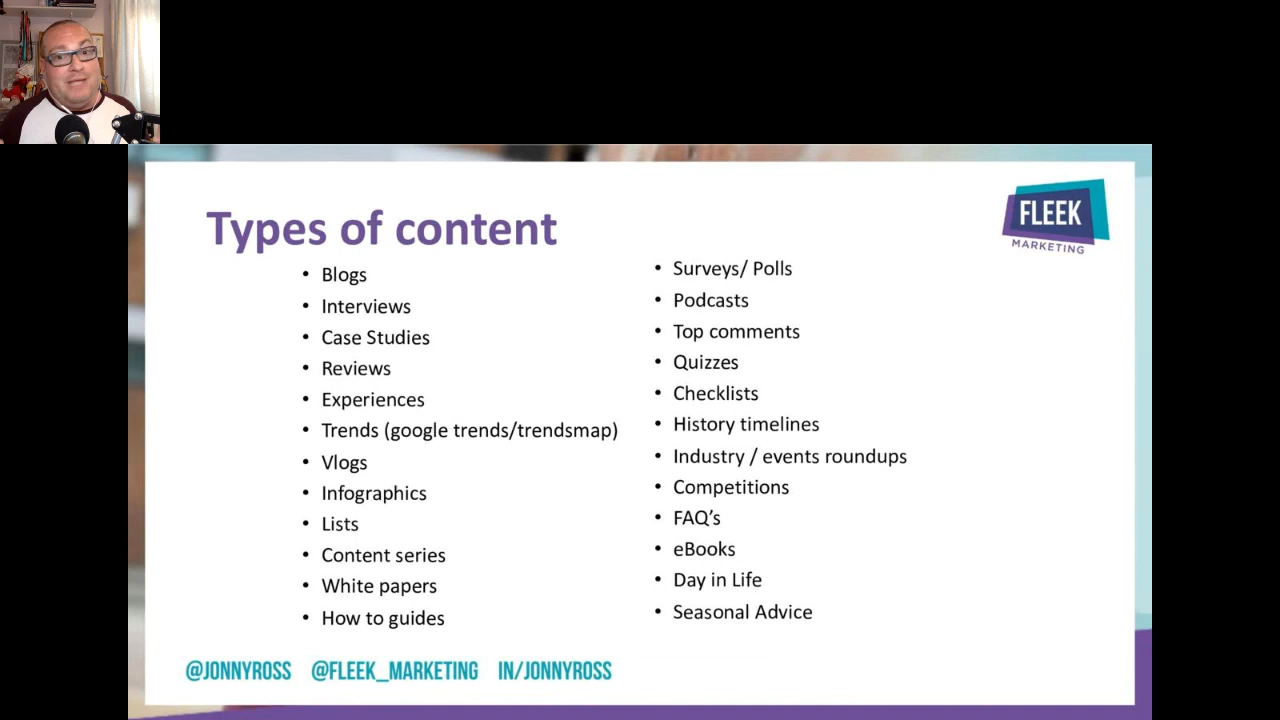 Types of content
FLEEK
MARKETING
• Blogs
• Interviews
• Case Studies
• Reviews
• Experiences
• Trends (google trends/trendsmap)
• Vlogs
• Infographics
• Lists
• Content series
• White papers
• How to guides
• Surveys/ Polls
• Podcasts
• Top comments
• Quizzes
• Checklists
• History timelines
• Industry / events roundups
• Competitions
• FAQ’s
• eBooks
• Day in Life
• Seasonal Advice
@JONNYROSS @FLEEK_MARKETING IN/JONNYROSS